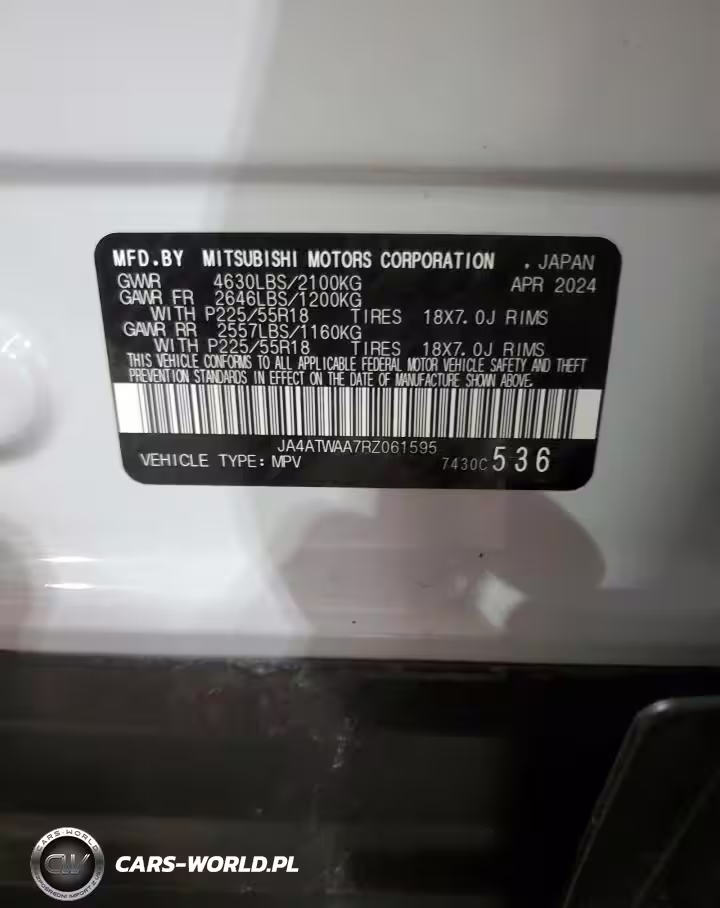 MFD.BY MITSUBISHI MOTORS CORPORATION , JAPAN
GVWR 4630LBS/2100KG APR 2024
GAWR FR 2646LBS/1200KG
WITH P225/55R18 TIRES 18X7.0J RIMS
GAWR RR 2557LBS/1160KG
WITH P225/55R18 TIRES 18X7.0J RIMS
THIS VEHICLE CONFORMS TO ALL APPLICABLE FEDERAL MOTOR VEHICLE SAFETY AND THEFT
PREVENTION STANDARDS IN EFFECT ON THE DATE OF MANUFACTURE SHOWN ABOVE.
JA4ATWAA7RZ061595
VEHICLE TYPE: MPV 7430C 536
CARS-WORLD
CW
CARS-WORLD.PL